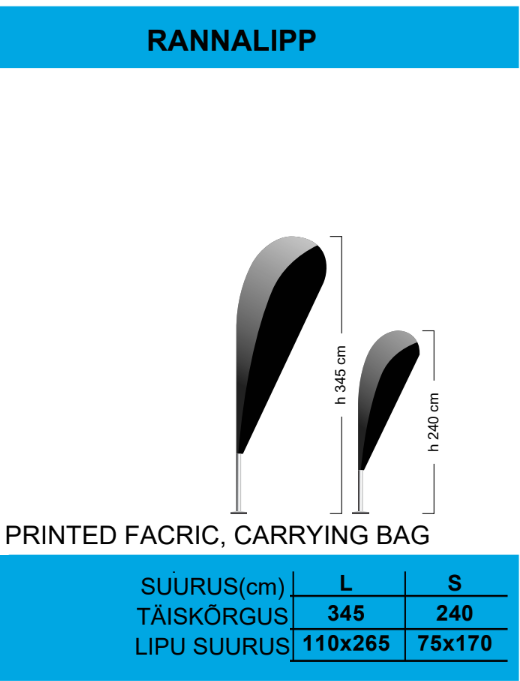 RANNALIPP
h 345 cm
h 240 cm
PRINTED FACRIC, CARRYING BAG
SUURUS(cm) L S
TÄISKÕRGUS 345 240
LIPU SUURUS 110x265 75x170